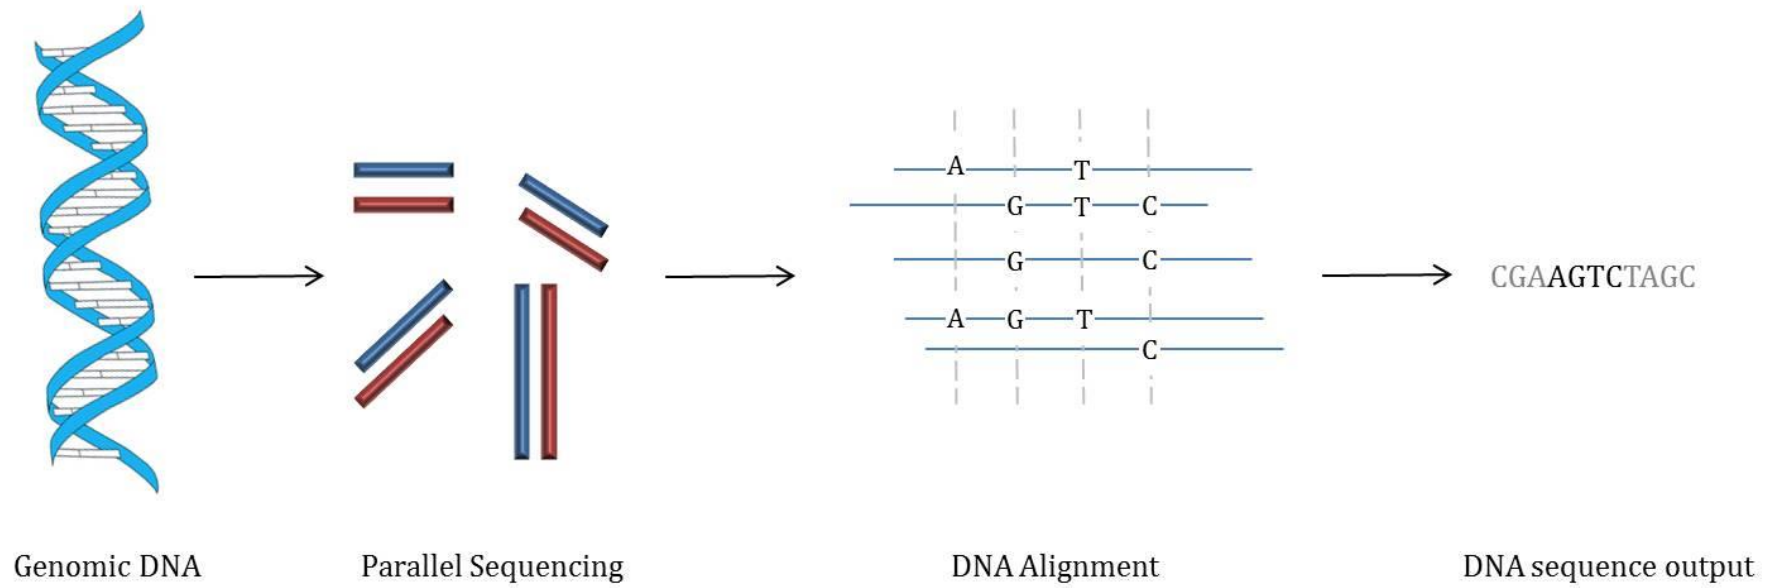 A T
G T C
G C
A G T
C
CGAAGTCTAGC
Genomic DNA
Parallel Sequencing
DNA Alignment
DNA sequence output